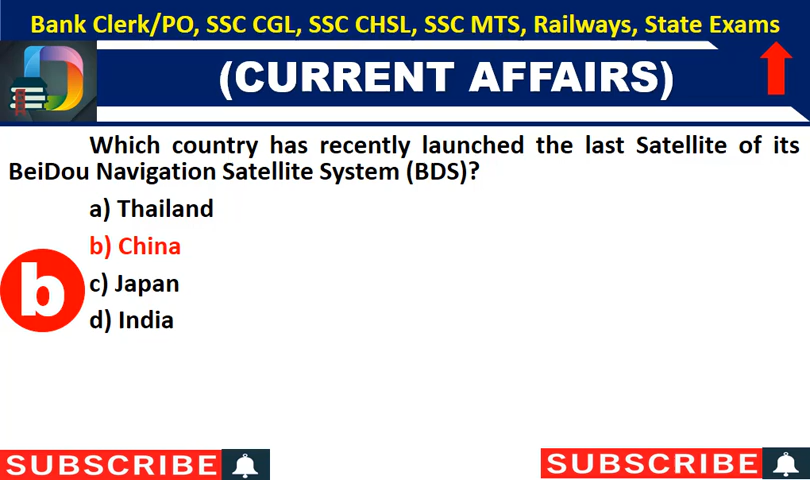 Bank Clerk/PO, SSC CGL, SSC CHSL, SSC MTS, Railways, State Exams
(CURRENT AFFAIRS)
Which country has recently launched the last Satellite of its
BeiDou Navigation Satellite System (BDS)?
a) Thailand
b) China
b
c) Japan
d) India
SUBSCRIBE
SUBSCRIBE